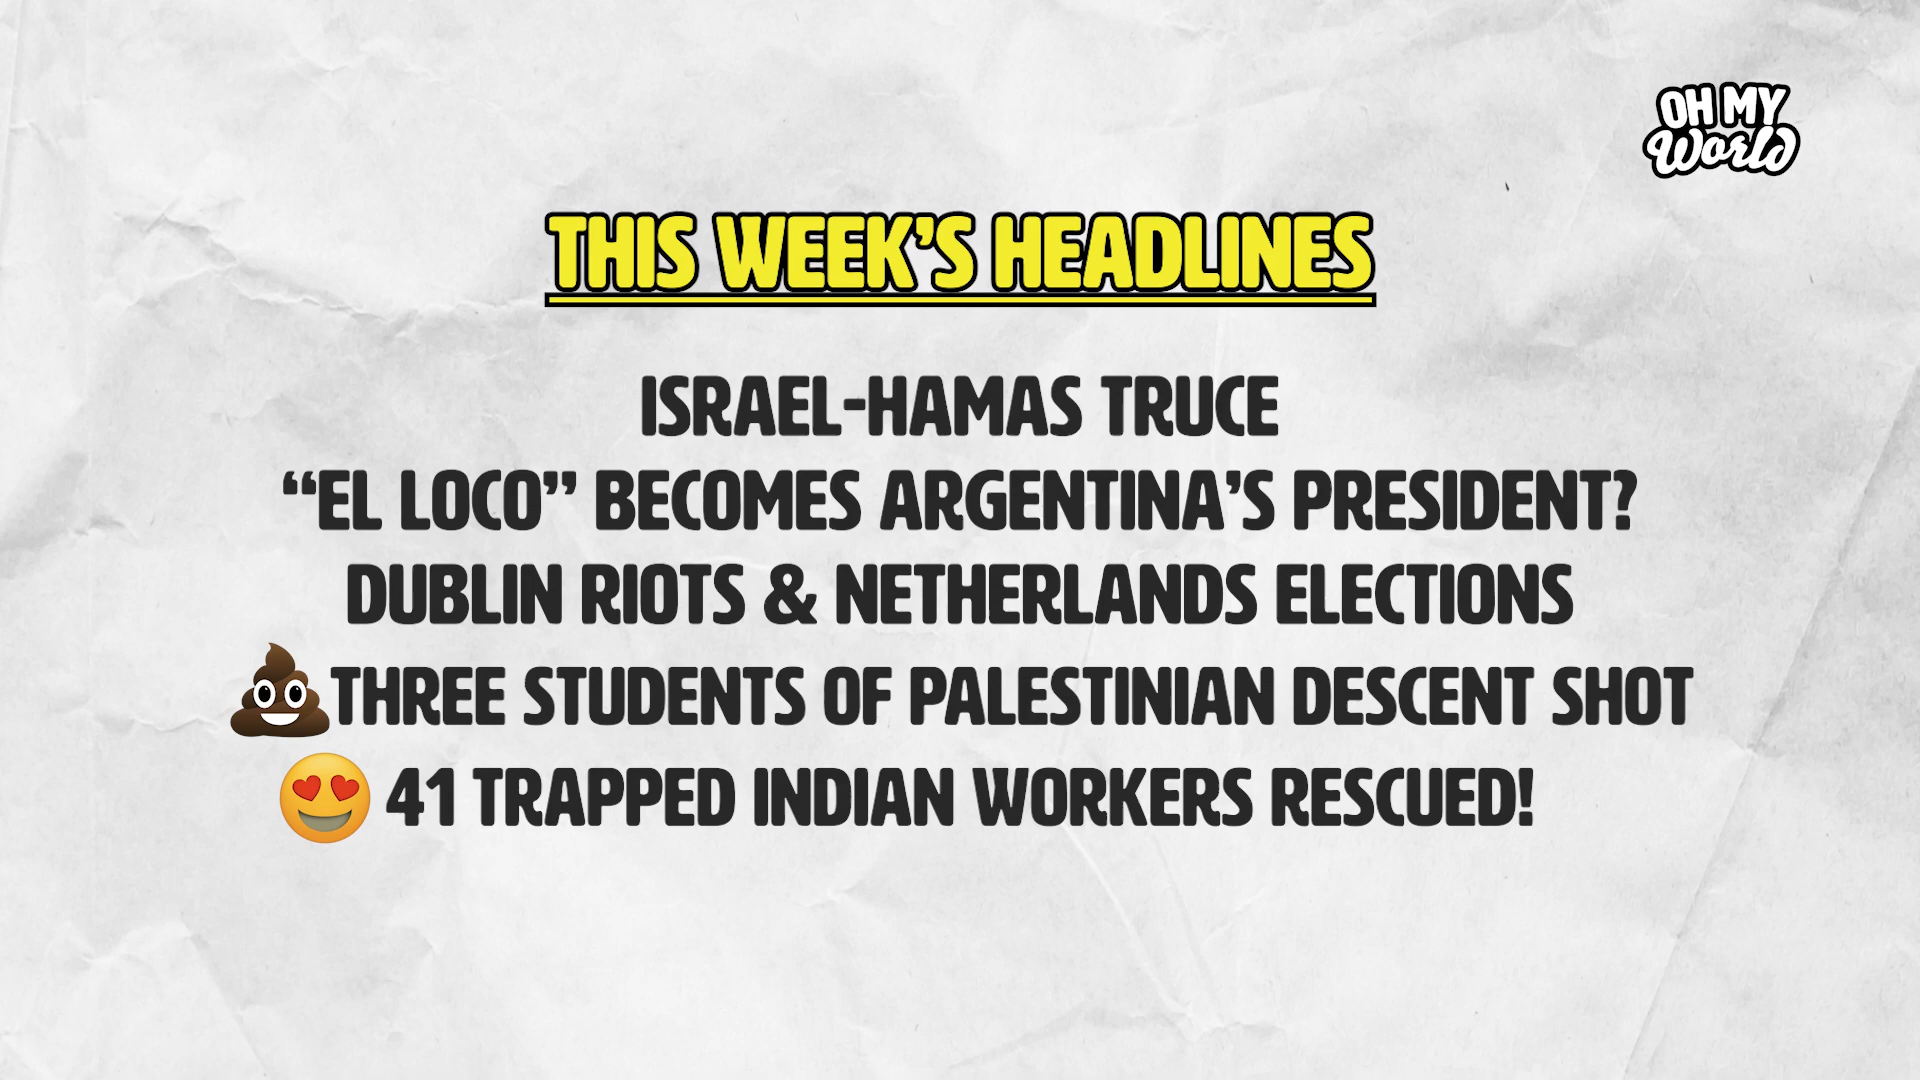 OH MY
World
THIS WEEK'S HEADLINES
ISRAEL-HAMAS TRUCE
“EL LOCO” BECOMES ARGENTINA’S PRESIDENT?
DUBLIN RIOTS & NETHERLANDS ELECTIONS
💩THREE STUDENTS OF PALESTINIAN DESCENT SHOT
😍 41 TRAPPED INDIAN WORKERS RESCUED!